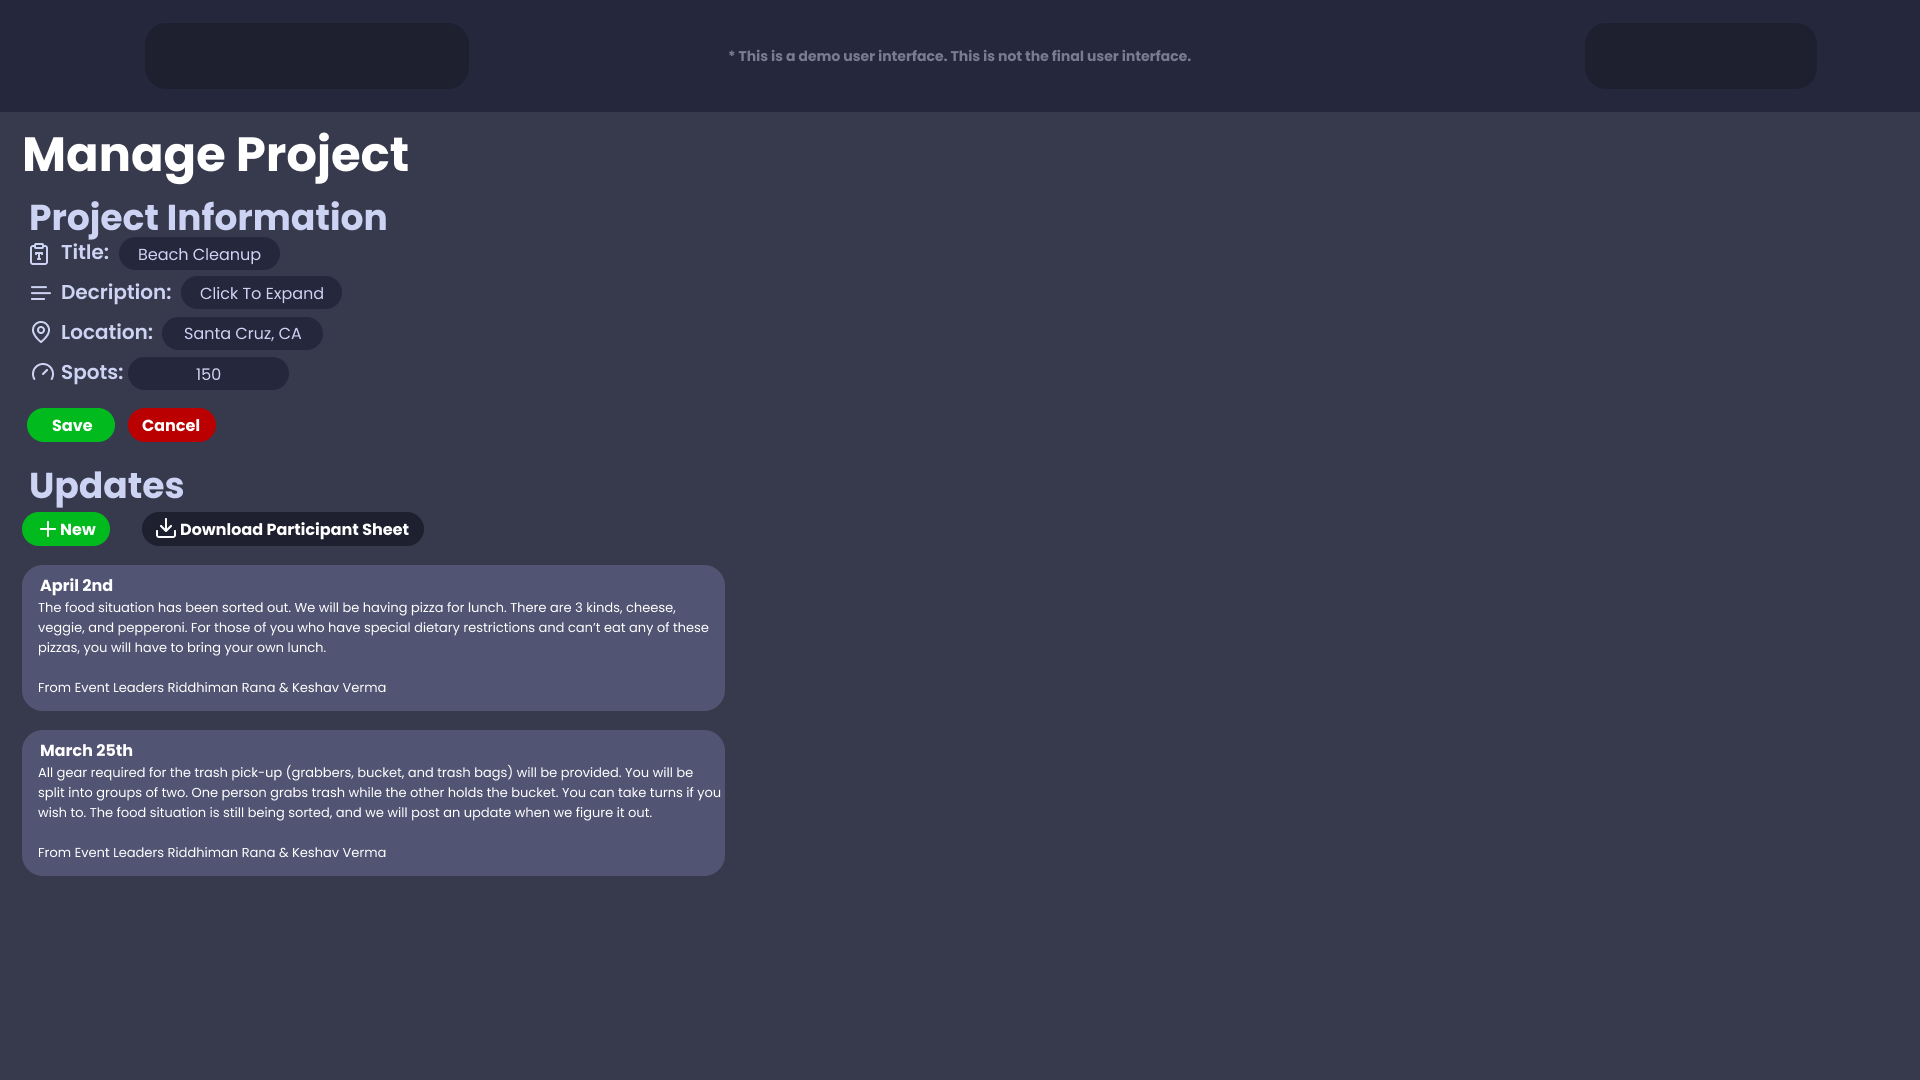 * This is a demo user interface. This is not the final user interface.
Manage Project
Project Information
Title: Beach Cleanup
Decription: Click To Expand
Location: Santa Cruz, CA
Spots: 150
Save Cancel
Updates
New Download Participant Sheet
April 2nd
The food situation has been sorted out. We will be having pizza for lunch. There are 3 kinds, cheese,
veggie, and pepperoni. For those of you who have special dietary restrictions and can’t eat any of these
pizzas, you will have to bring your own lunch.
From Event Leaders Riddhiman Rana & Keshav Verma
March 25th
All gear required for the trash pick-up (grabbers, bucket, and trash bags) will be provided. You will be
split into groups of two. One person grabs trash while the other holds the bucket. You can take turns if you
wish to. The food situation is still being sorted, and we will post an update when we figure it out.
From Event Leaders Riddhiman Rana & Keshav Verma